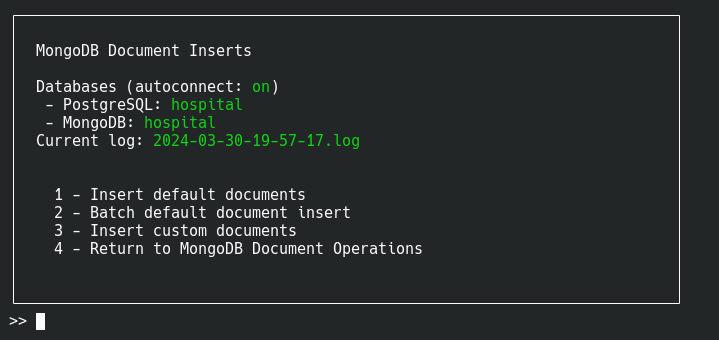 MongoDB Document Inserts
Databases (autoconnect: on)
- PostgreSQL: hospital
- MongoDB: hospital
Current log: 2024-03-30-19-57-17.log
1 - Insert default documents
2 - Batch default document insert
3 - Insert custom documents
4 - Return to MongoDB Document Operations
>>